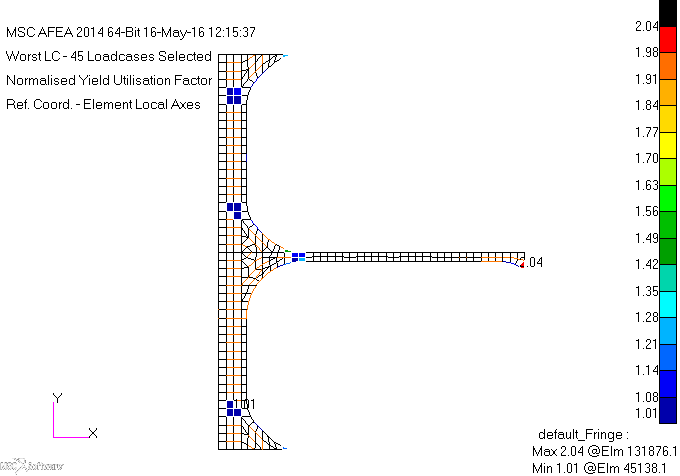 MSC AFEA 2014 64-Bit 16-May-16 12:15:37
Worst LC - 45 Loadcases Selected
Normalised Yield Utilisation Factor
Ref. Coord. - Element Local Axes
2.04
1.98
1.91
1.84
1.77
1.70
1.63
1.56
1.49
1.42
1.35
1.28
1.21
1.14
1.08
1.01
2.04
1.01
Y
X
default_Fringe :
Max 2.04 @Elm 131876.1
Min 1.01 @Elm 45138.1
MSC Software